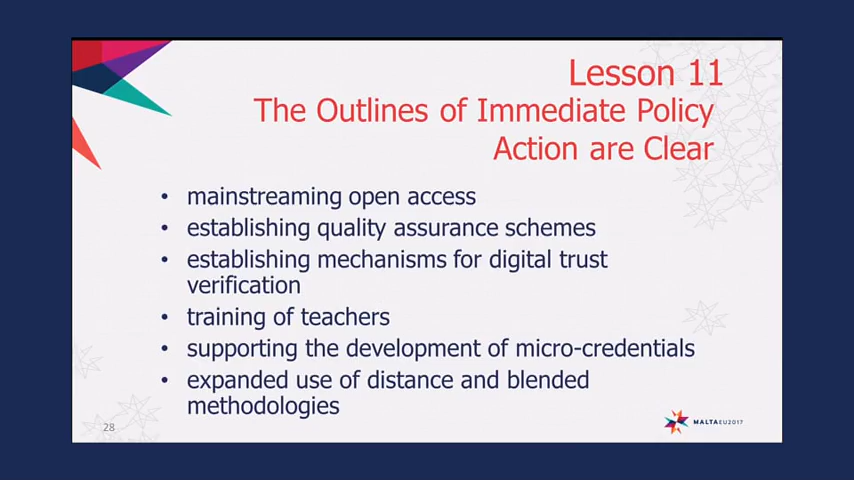 Lesson 11
The Outlines of Immediate Policy
Action are Clear
• mainstreaming open access
• establishing quality assurance schemes
• establishing mechanisms for digital trust
verification
• training of teachers
• supporting the development of micro-credentials
• expanded use of distance and blended
methodologies
28
MALTAEU2017